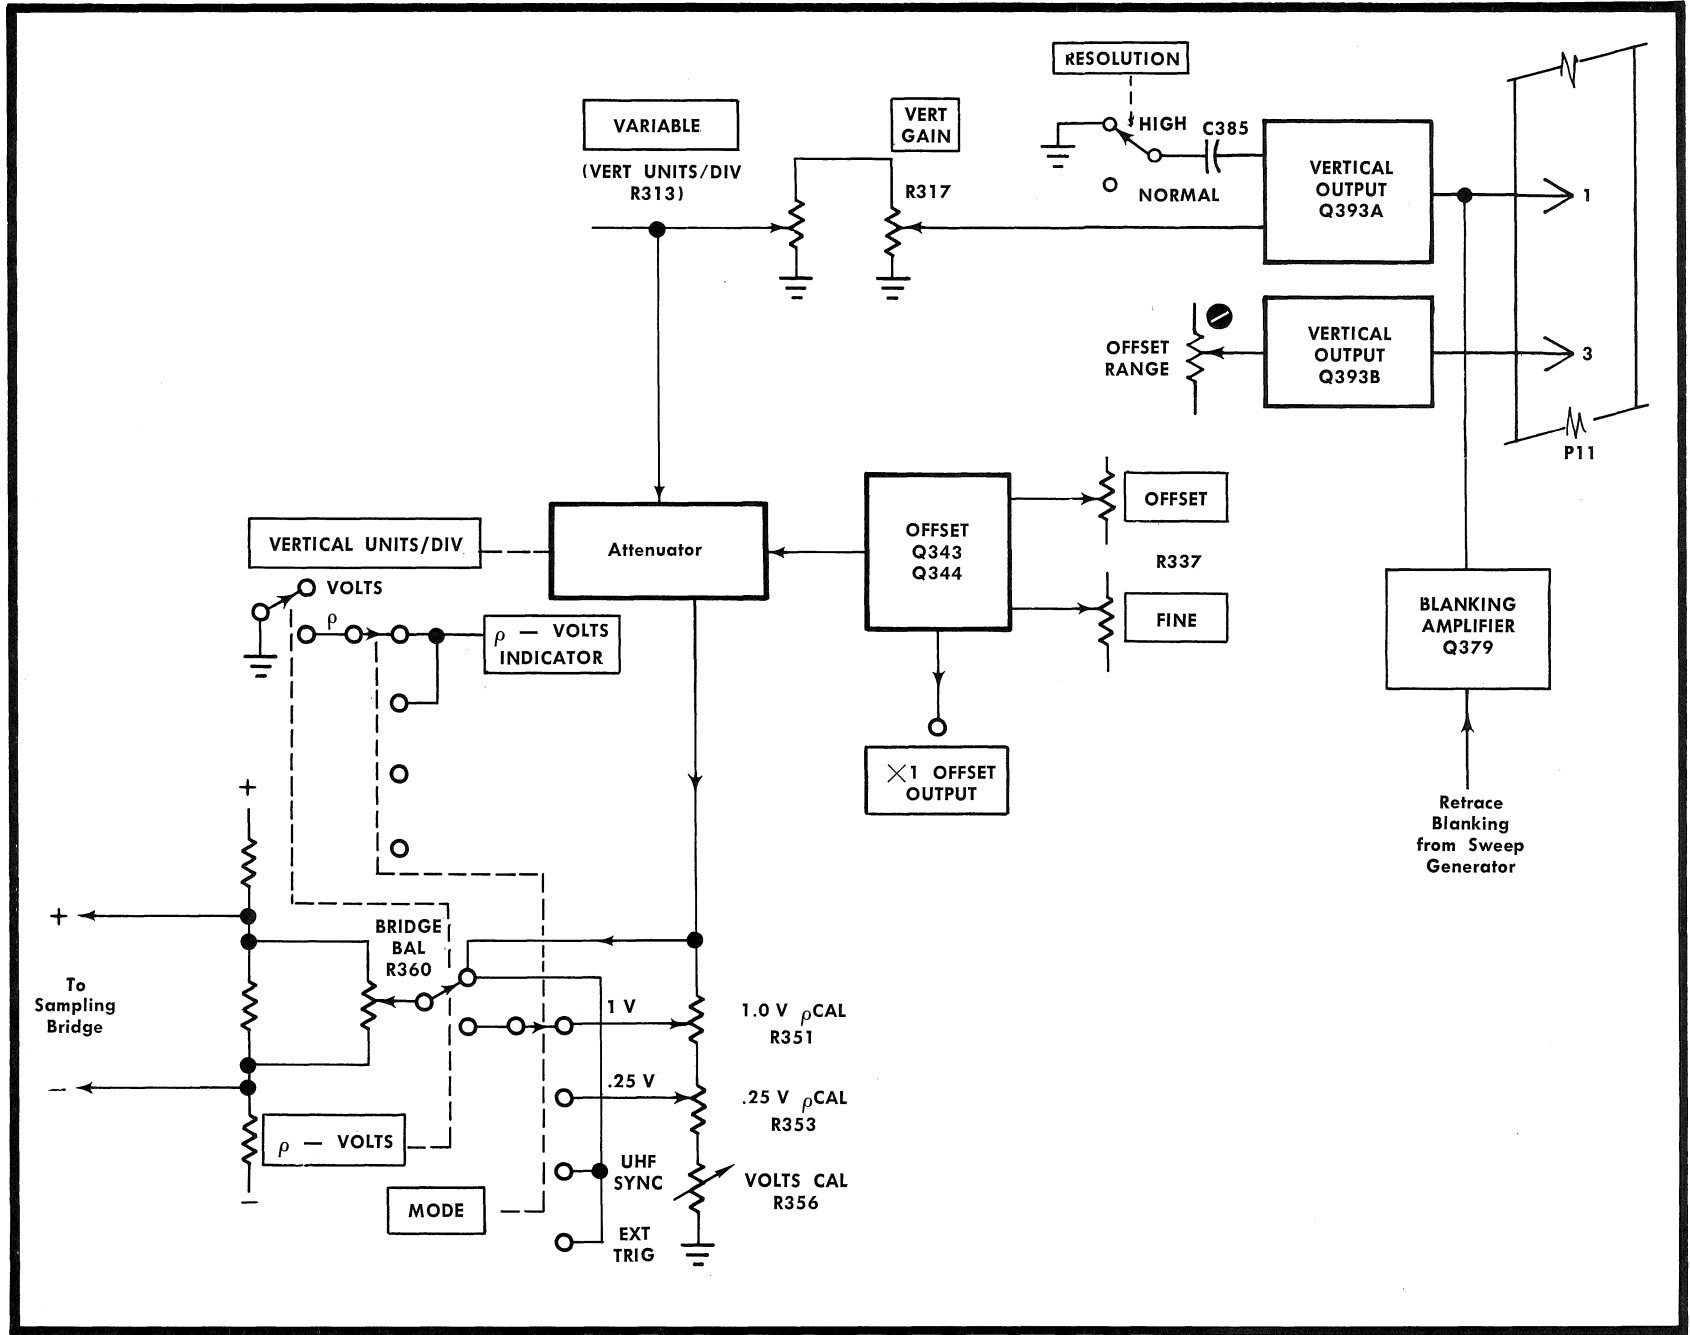 RESOLUTION
HIGH
C385
NORMAL
VARIABLE
(VERT UNITS/DIV
R313)
VERT
GAIN
R317
VERTICAL
OUTPUT
Q393A
1
OFFSET
RANGE
VERTICAL
OUTPUT
Q393B
3
P11
VERTICAL UNITS/DIV
Attenuator
OFFSET
Q343
Q344
OFFSET
R337
FINE
BLANKING
AMPLIFIER
Q379
VOLTS
ρ
ρ — VOLTS
INDICATOR
×1 OFFSET
OUTPUT
Retrace
Blanking
from Sweep
Generator
+
+
To
Sampling
Bridge
—
—
BRIDGE
BAL
R360
1 V
1.0 V ρCAL
R351
.25 V
.25 V ρCAL
R353
ρ — VOLTS
UHF
SYNC
VOLTS CAL
R356
MODE
EXT
TRIG